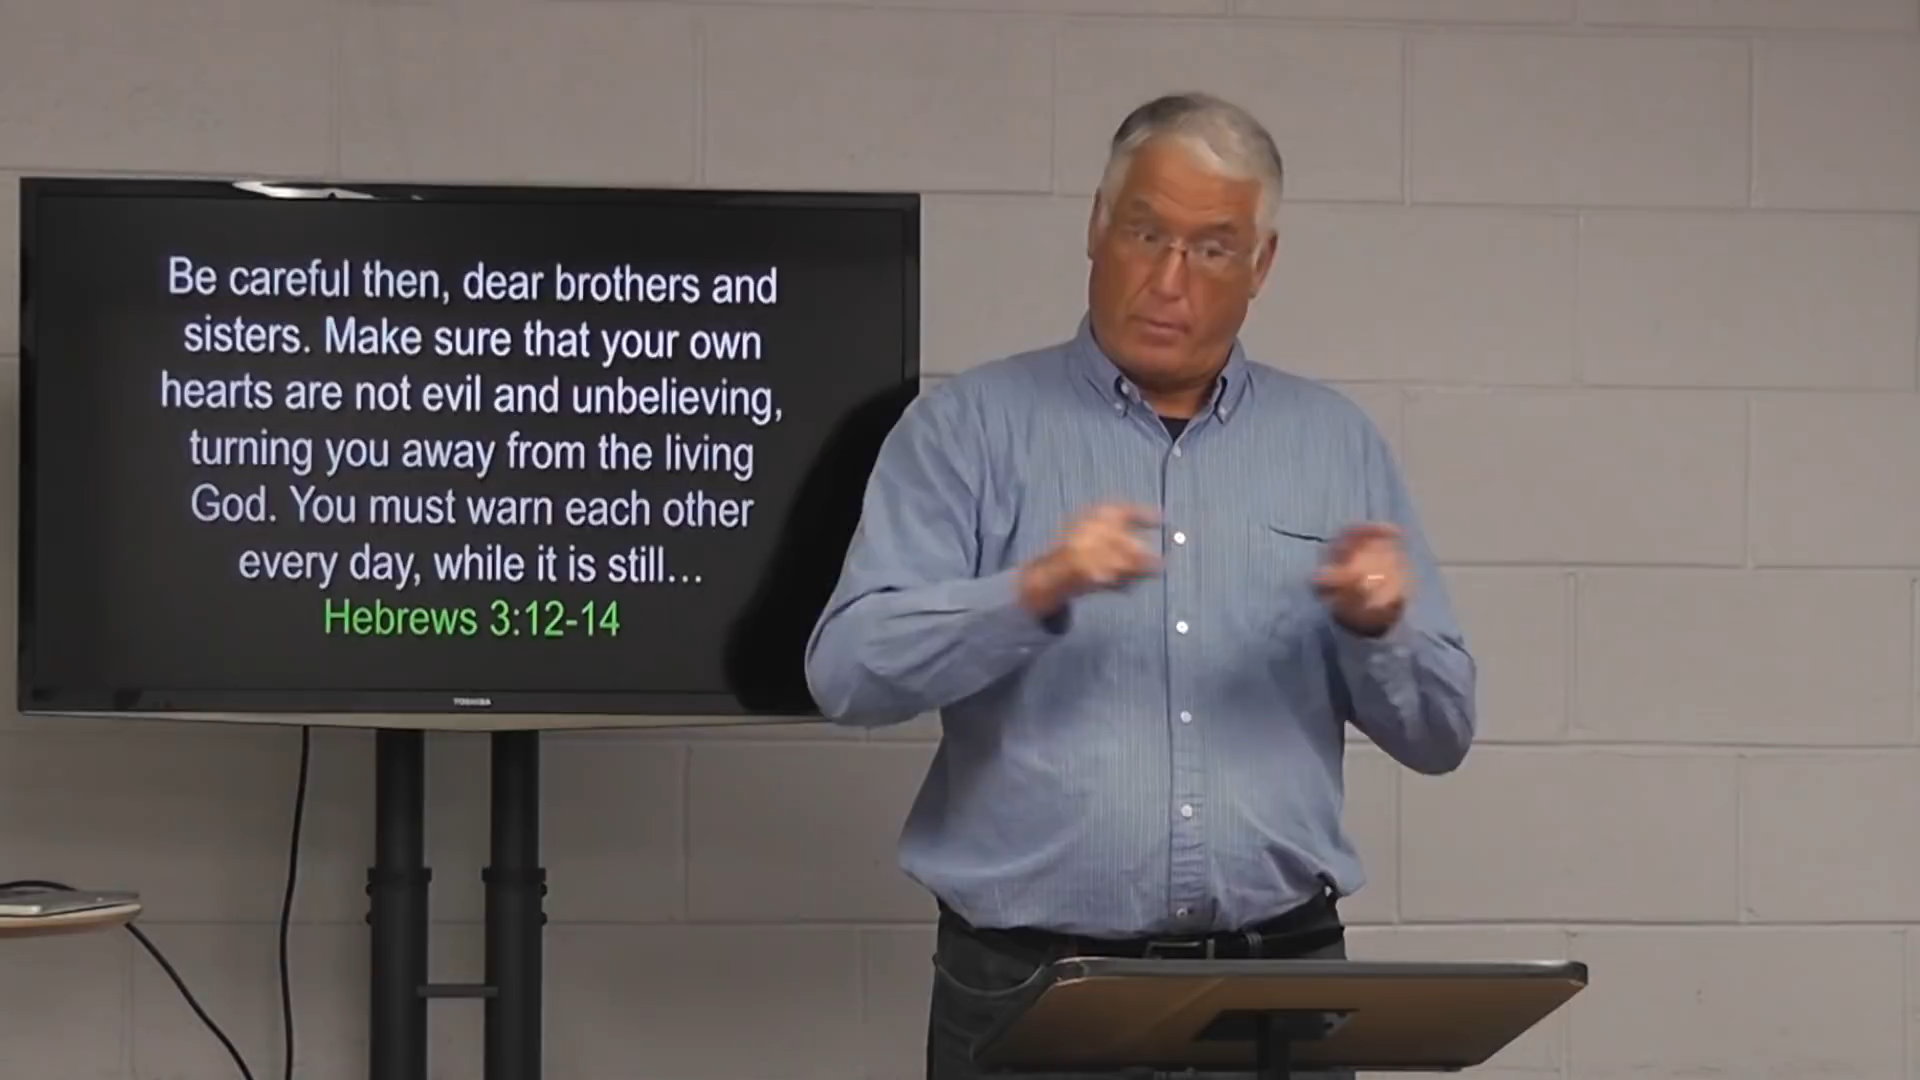 Be careful then, dear brothers and
sisters. Make sure that your own
hearts are not evil and unbelieving,
turning you away from the living
God. You must warn each other
every day, while it is still…
Hebrews 3:12-14
TOSHIBA